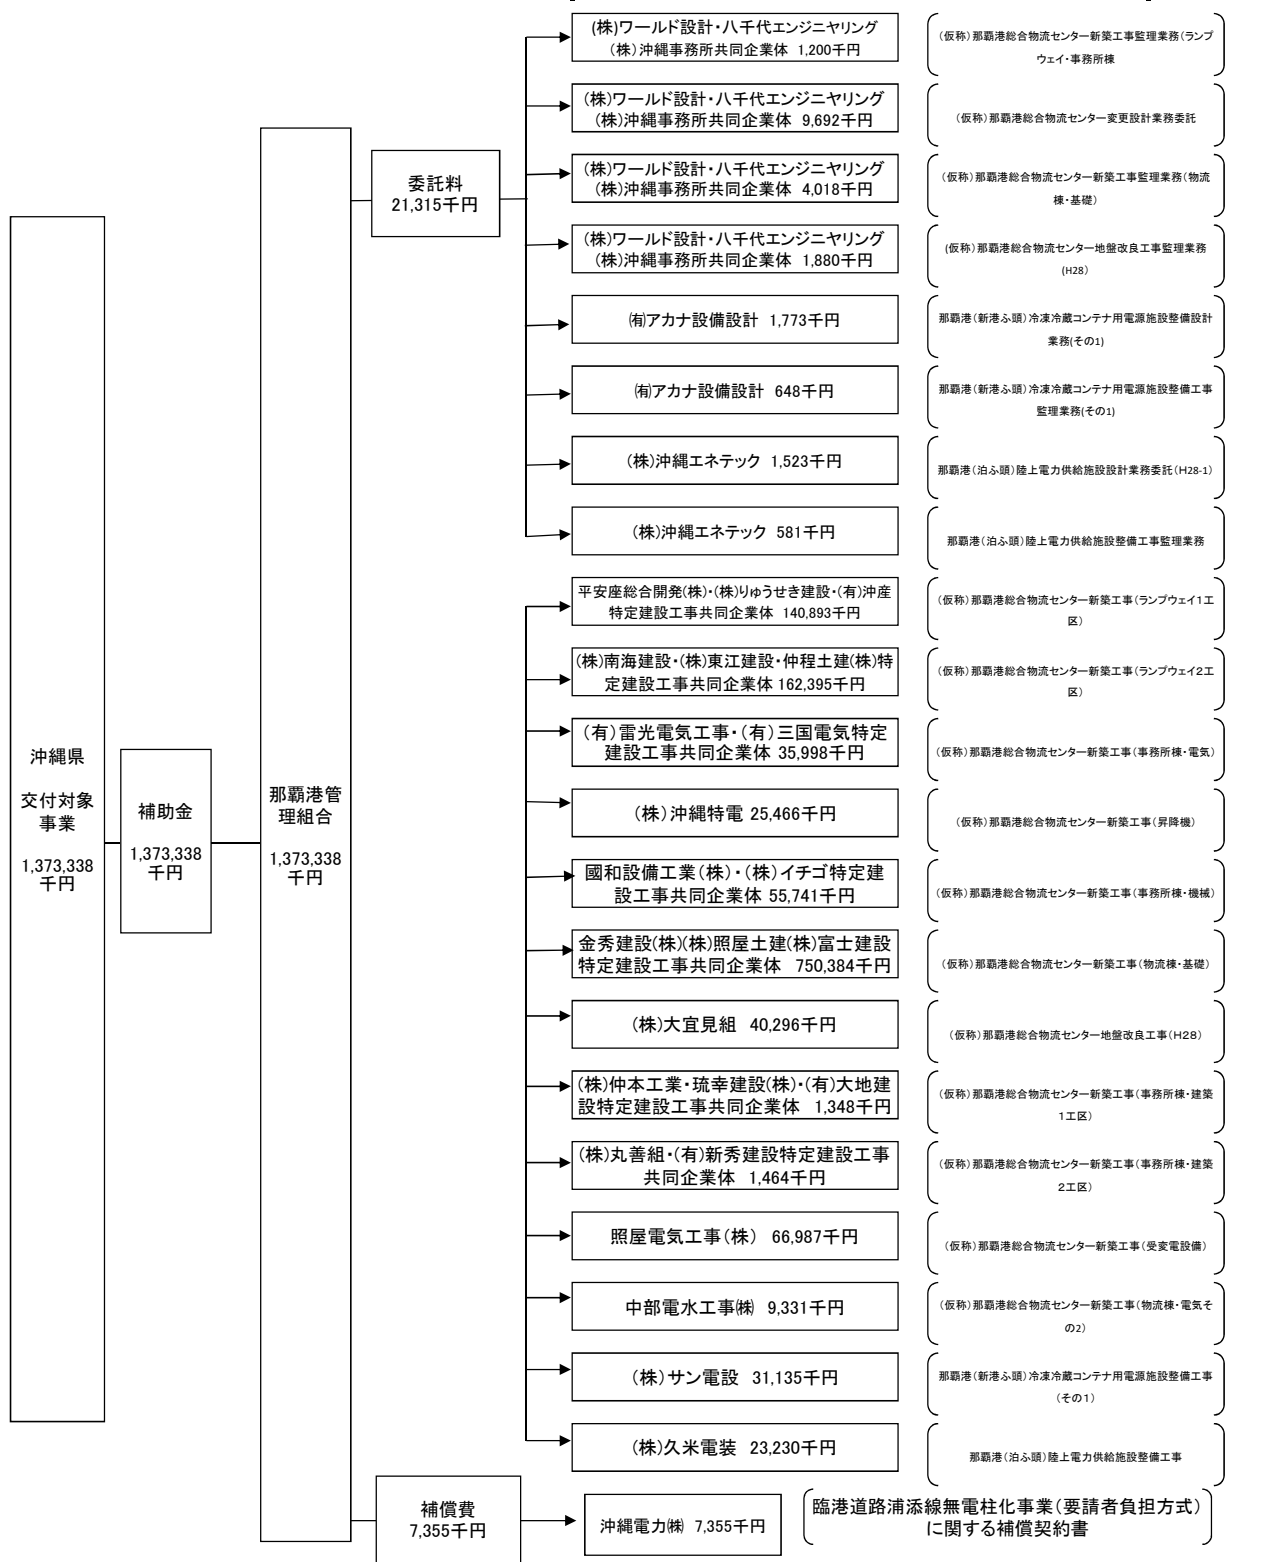 沖縄県
交付対象
事業
1,373,338
千円
補助金
1,373,338
千円
那覇港管
理組合
1,373,338
千円
委託料
21,315千円
(株)ワールド設計・八千代エンジニヤリング
(株)沖縄事務所共同企業体 1,200千円
(仮称)那覇港総合物流センター新築工事監理業務(ランプ
ウェイ・事務所棟
(株)ワールド設計・八千代エンジニヤリング
(株)沖縄事務所共同企業体 9,692千円
(仮称)那覇港総合物流センター変更設計業務委託
(株)ワールド設計・八千代エンジニヤリング
(株)沖縄事務所共同企業体 4,018千円
(仮称)那覇港総合物流センター新築工事監理業務(物流
棟・基礎)
(株)ワールド設計・八千代エンジニヤリング
(株)沖縄事務所共同企業体 1,880千円
(仮称)那覇港総合物流センター地盤改良工事監理業務
(H28)
㈲アカナ設備設計 1,773千円
那覇港(新港ふ頭)冷凍冷蔵コンテナ用電源施設整備設計
業務(その1)
㈲アカナ設備設計 648千円
那覇港(新港ふ頭)冷凍冷蔵コンテナ用電源施設整備工事
監理業務(その1)
(株)沖縄エネテック 1,523千円
那覇港(泊ふ頭)陸上電力供給施設設計業務委託(H28-1)
(株)沖縄エネテック 581千円
那覇港(泊ふ頭)陸上電力供給施設整備工事監理業務
平安座総合開発(株)・(株)りゅうせき建設・(有)沖産
特定建設工事共同企業体 140,893千円
(仮称)那覇港総合物流センター新築工事(ランプウェイ1工
区)
(株)南海建設・(株)東江建設・仲程土建(株)特
定建設工事共同企業体 162,395千円
(仮称)那覇港総合物流センター新築工事(ランプウェイ2工
区)
(有)雷光電気工事・(有)三国電気特定
建設工事共同企業体 35,998千円
(仮称)那覇港総合物流センター新築工事(事務所棟・電気)
(株)沖縄特電 25,466千円
(仮称)那覇港総合物流センター新築工事(昇降機)
國和設備工業(株)・(株)イチゴ特定建
設工事共同企業体 55,741千円
(仮称)那覇港総合物流センター新築工事(事務所棟・機械)
金秀建設(株)(株)照屋土建(株)富士建設
特定建設工事共同企業体 750,384千円
(仮称)那覇港総合物流センター新築工事(物流棟・基礎)
(株)大宜見組 40,296千円
(仮称)那覇港総合物流センター地盤改良工事(H28)
(株)仲本工業・琉幸建設(株)・(有)大地建
設特定建設工事共同企業体 1,348千円
(仮称)那覇港総合物流センター新築工事(事務所棟・建築
1工区)
(株)丸善組・(有)新秀建設特定建設工事
共同企業体 1,464千円
(仮称)那覇港総合物流センター新築工事(事務所棟・建築
2工区)
照屋電気工事(株) 66,987千円
(仮称)那覇港総合物流センター新築工事(受変電設備)
中部電水工事㈱ 9,331千円
(仮称)那覇港総合物流センター新築工事(物流棟・電気そ
の2)
(株)サン電設 31,135千円
那覇港(新港ふ頭)冷凍冷蔵コンテナ用電源施設整備工事
(その1)
(株)久米電装 23,230千円
那覇港(泊ふ頭)陸上電力供給施設整備工事
補償費
7,355千円
沖縄電力㈱ 7,355千円
臨港道路浦添線無電柱化事業(要請者負担方式)
に関する補償契約書